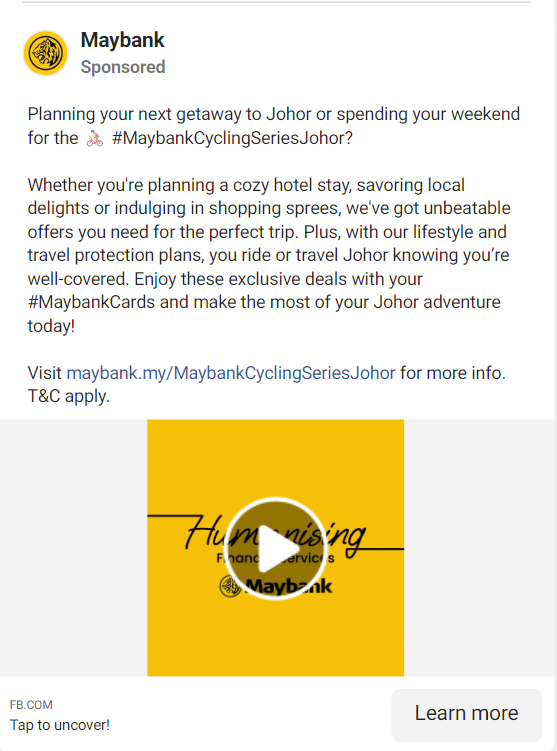 Maybank
Sponsored
Planning your next getaway to Johor or spending your weekend
for the 🚴 #MaybankCyclingSeriesJohor?
Whether you're planning a cozy hotel stay, savoring local
delights or indulging in shopping sprees, we've got unbeatable
offers you need for the perfect trip. Plus, with our lifestyle and
travel protection plans, you ride or travel Johor knowing you’re
well-covered. Enjoy these exclusive deals with your
#MaybankCards and make the most of your Johor adventure
today!
Visit maybank.my/MaybankCyclingSeriesJohor for more info.
T&C apply.
Humanising
Financial Services
Maybank
FB.COM
Tap to uncover!
Learn more